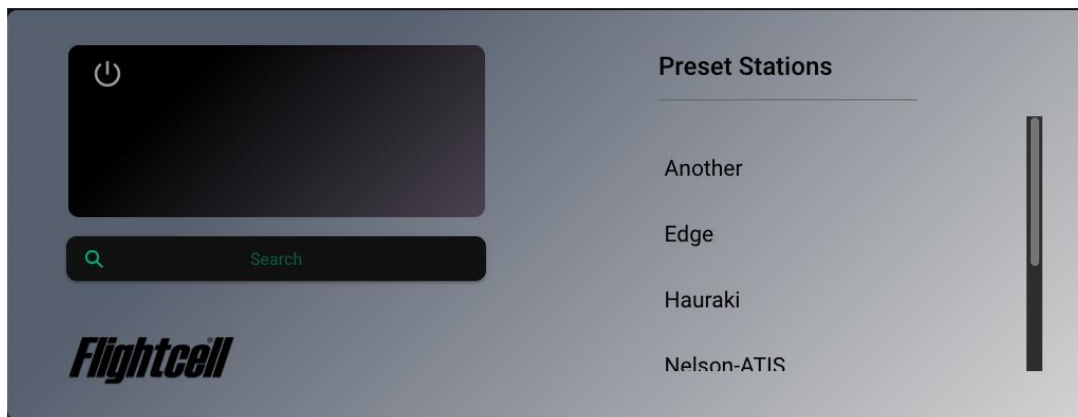 Preset Stations
Another
Edge
Search
Hauraki
Flightcell
Nelson-ATIS